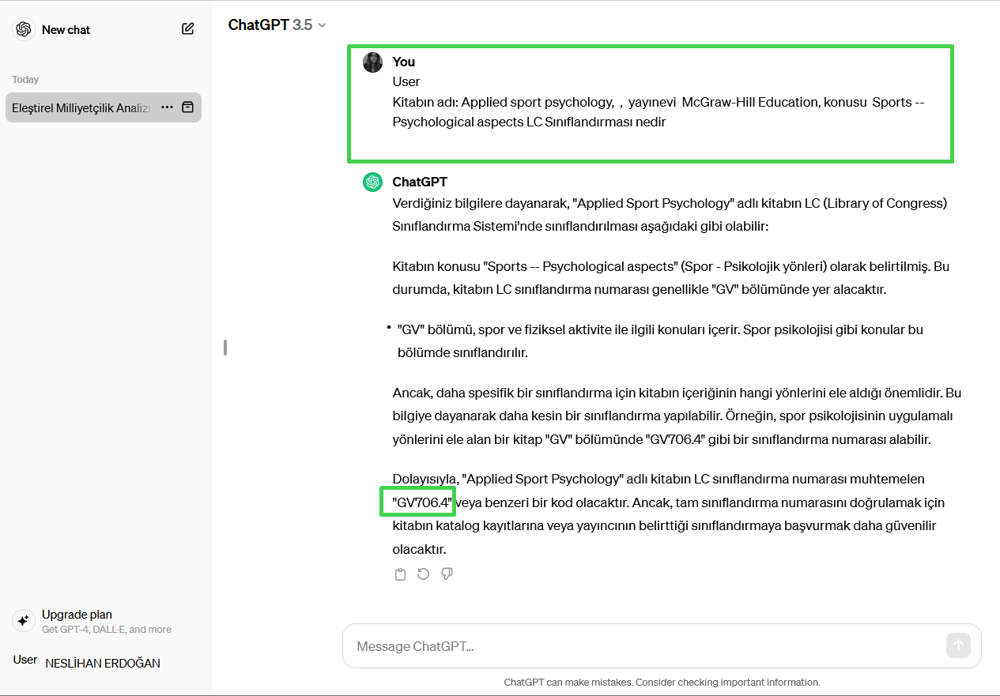 New chat
Today
Eleştirel Milliyetçilik Analizi
Upgrade plan
Get GPT-4, DALL·E, and more
User NESLİHAN ERDOĞAN
ChatGPT 3.5
You
User
Kitabın adı: Applied sport psychology, , yayınevi McGraw-Hill Education, konusu Sports --
Psychological aspects LC Sınıflandırması nedir
ChatGPT
Verdiğiniz bilgilere dayanarak, "Applied Sport Psychology" adlı kitabın LC (Library of Congress)
Sınıflandırma Sistemi'nde sınıflandırılması aşağıdaki gibi olabilir:
Kitabın konusu "Sports -- Psychological aspects" (Spor - Psikolojik yönleri) olarak belirtilmiş. Bu
durumda, kitabın LC sınıflandırma numarası genellikle "GV" bölümünde yer alacaktır.
• "GV" bölümü, spor ve fiziksel aktivite ile ilgili konuları içerir. Spor psikolojisi gibi konular bu
bölümde sınıflandırılır.
Ancak, daha spesifik bir sınıflandırma için kitabın içeriğinin hangi yönlerini ele aldığı önemlidir. Bu
bilgiye dayanarak daha kesin bir sınıflandırma yapılabilir. Örneğin, spor psikolojisinin uygulamalı
yönlerini ele alan bir kitap "GV" bölümünde "GV706.4" gibi bir sınıflandırma numarası alabilir.
Dolayısıyla, "Applied Sport Psychology" adlı kitabın LC sınıflandırma numarası muhtemelen
"GV706.4" veya benzeri bir kod olacaktır. Ancak, tam sınıflandırma numarasını doğrulamak için
kitabın katalog kayıtlarına veya yayıncının belirttiği sınıflandırmaya başvurmak daha güvenilir
olacaktır.
Message ChatGPT...
ChatGPT can make mistakes. Consider checking important information.